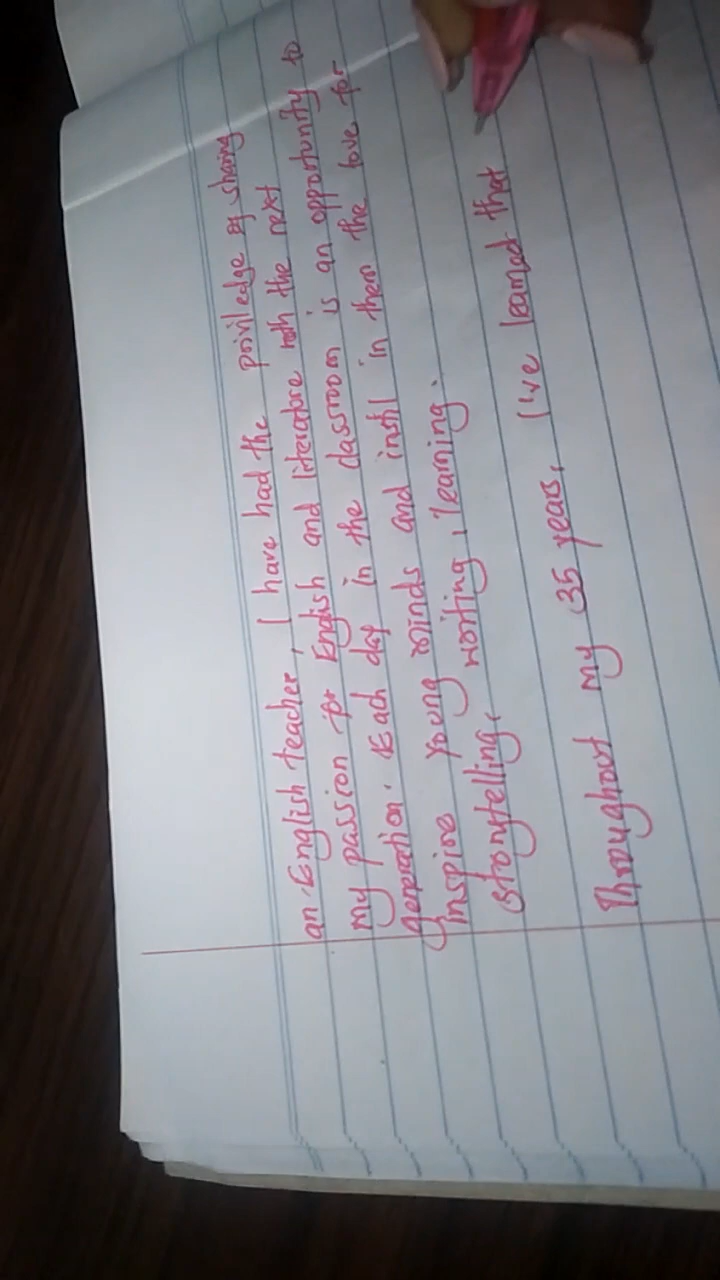 an English teacher, I have had the priviledge of sharing
my passion for English and literature with the next
generation. Each day in the classroom is an opportunity to
inspire young minds and instil in them the love for
storytelling, writing, learning.
Throughout my 35 years, I've learned that